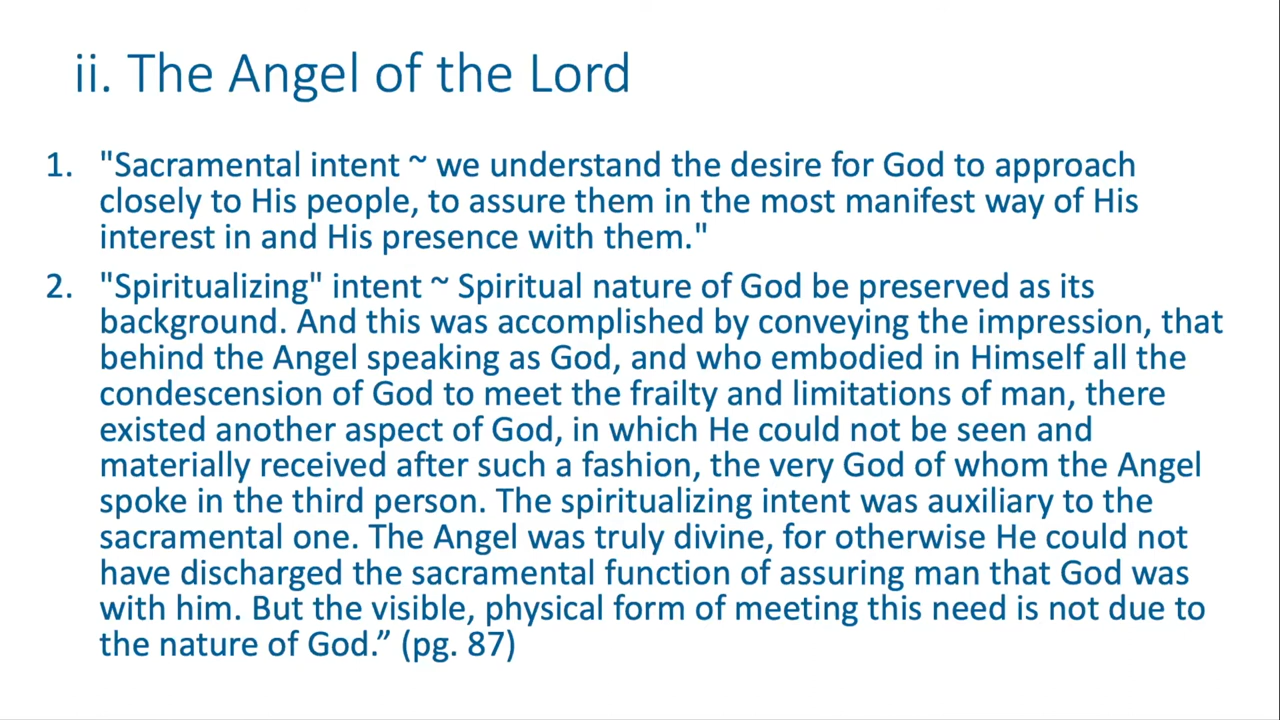 ii. The Angel of the Lord
1. "Sacramental intent ~ we understand the desire for God to approach
closely to His people, to assure them in the most manifest way of His
interest in and His presence with them."
2. "Spiritualizing" intent ~ Spiritual nature of God be preserved as its
background. And this was accomplished by conveying the impression, that
behind the Angel speaking as God, and who embodied in Himself all the
condescension of God to meet the frailty and limitations of man, there
existed another aspect of God, in which He could not be seen and
materially received after such a fashion, the very God of whom the Angel
spoke in the third person. The spiritualizing intent was auxiliary to the
sacramental one. The Angel was truly divine, for otherwise He could not
have discharged the sacramental function of assuring man that God was
with him. But the visible, physical form of meeting this need is not due to
the nature of God.” (pg. 87)